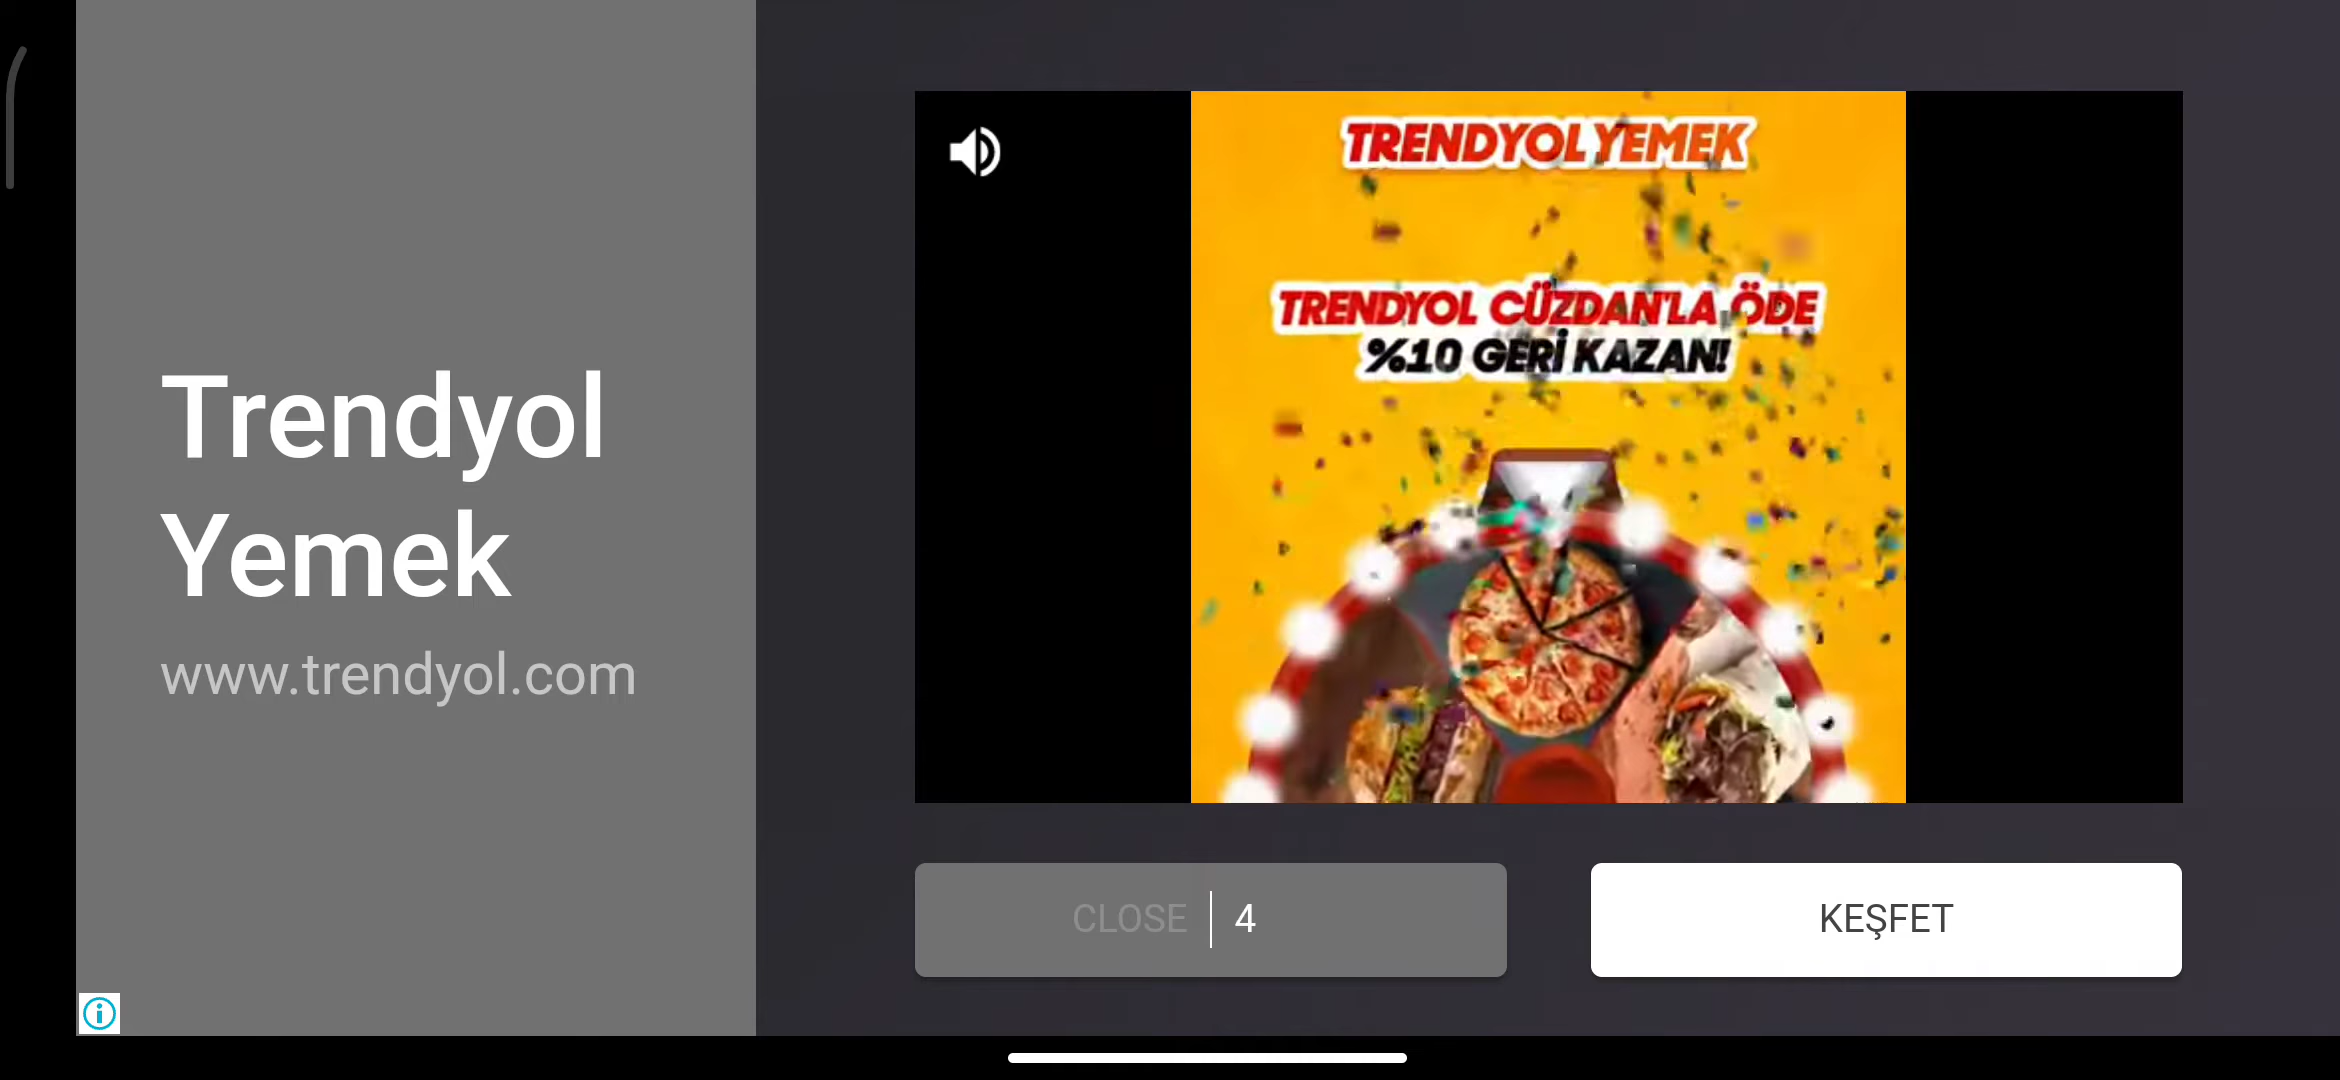 Trendyol
Yemek
www.trendyol.com
TRENDYOL YEMEK
TRENDYOL CÜZDAN'LA ÖDE
%10 GERİ KAZAN!
CLOSE | 4
KEŞFET